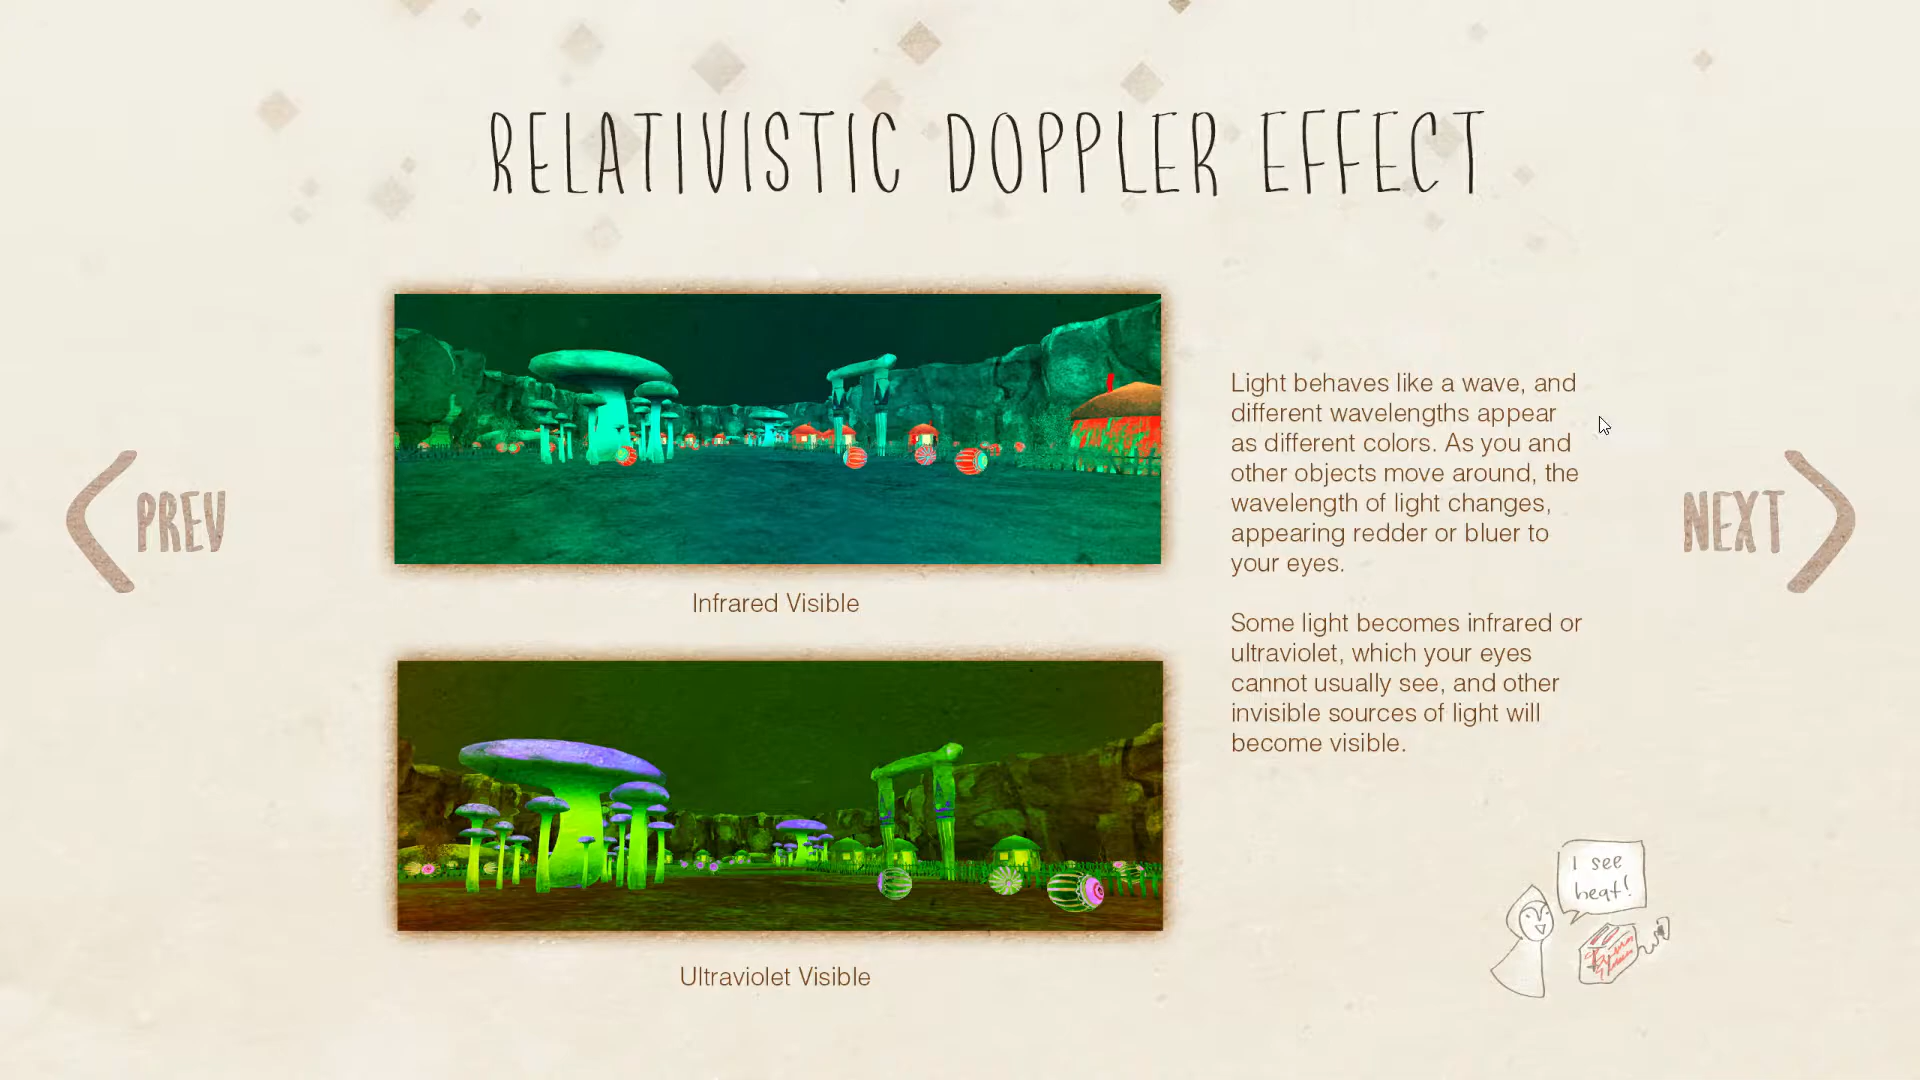 RELATIVISTIC DOPPLER EFFECT
PREV
Infrared Visible
Ultraviolet Visible
Light behaves like a wave, and
different wavelengths appear
as different colors. As you and
other objects move around, the
wavelength of light changes,
appearing redder or bluer to
your eyes.
Some light becomes infrared or
ultraviolet, which your eyes
cannot usually see, and other
invisible sources of light will
become visible.
I see
heat!
NEXT